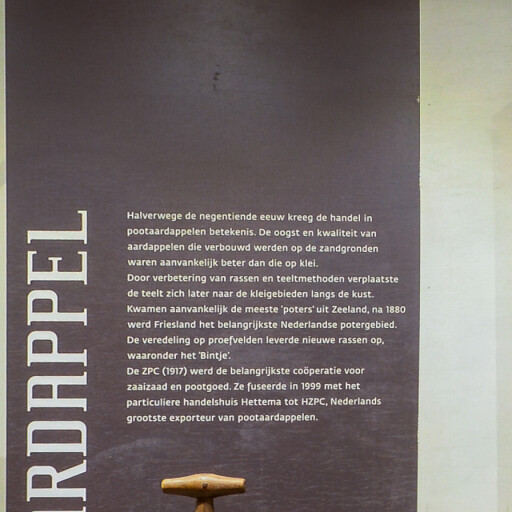 Halverwege de negentiende eeuw kreeg de handel in
pootaardappelen betekenis. De oogst en kwaliteit van
aardappelen die verbouwd werden op de zandgronden
waren aanvankelijk beter dan die op klei.
Door verbetering van rassen en teeltmethoden verplaatste
de teelt zich later naar de kleigebieden langs de kust.
Kwamen aanvankelijk de meeste 'poters' uit Zeeland, na 1880
werd Friesland het belangrijkste Nederlandse potergebied.
De veredeling op proefvelden leverde nieuwe rassen op,
waaronder het 'Bintje'.
De ZPC (1917) werd de belangrijkste coöperatie voor
zaaizaad en pootgoed. Ze fuseerde in 1999 met het
particuliere handelshuis Hettema tot HZPC, Nederlands
grootste exporteur van pootaardappelen.
ARDAPPEL